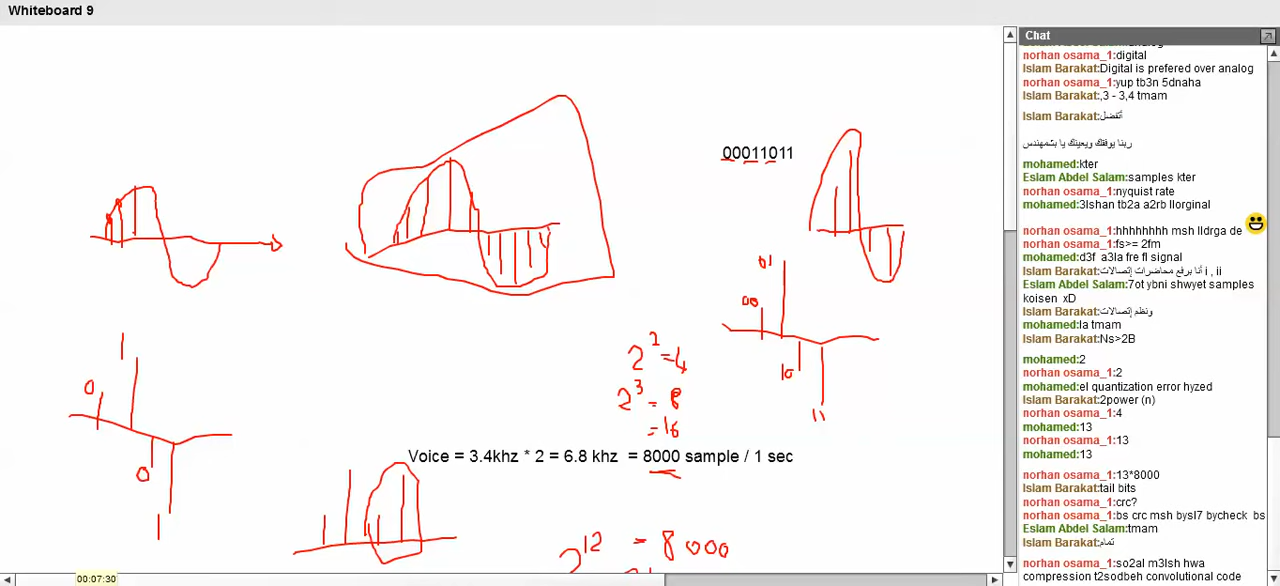 Whiteboard 9
00011011
01
00
10
11
1
0
0
1
2^2 = 4
2^3 = 8
= 16
Voice = 3.4khz * 2 = 6.8 khz = 8000 sample / 1 sec
2^12 = 8000
00:07:30
Chat
norhan osama_1:digital
Islam Barakat:Digital is prefered over analog
norhan osama_1:yup tb3n 5dnaha
Islam Barakat:,3 - 3,4 tmam
Islam Barakat:أتفضل
ربنا يوفقك ويعينك يا بشمهندس
mohamed:kter
Eslam Abdel Salam:samples kter
norhan osama_1:nyquist rate
mohamed:3lshan tb2a a2rb llorginal
norhan osama_1:hhhhhhhh msh lldrga de
norhan osama_1:fs>= 2fm
mohamed:d3f a3la fre fl signal
Islam Barakat:أنا برفع محاضرات إتصالات i , ii
Eslam Abdel Salam:7ot ybni shwyet samples
koisen xD
Islam Barakat:ونظم إتصالات
mohamed:la tmam
Islam Barakat:Ns>2B
mohamed:2
norhan osama_1:2
mohamed:el quantization error hyzed
Islam Barakat:2power (n)
norhan osama_1:4
mohamed:13
norhan osama_1:13
mohamed:13
norhan osama_1:13*8000
Islam Barakat:tail bits
norhan osama_1:crc?
norhan osama_1:bs crc msh bysl7 bycheck bs
Eslam Abdel Salam:tmam
Islam Barakat:تمام
norhan osama_1:so2al m3lsh hwa
compression t2sodbeh convolutional code